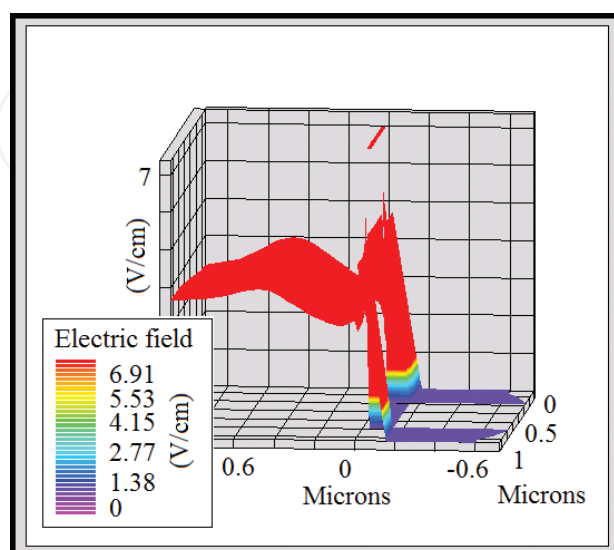 7
(V/cm)
Electric field
6.91
5.53
4.15
2.77
1.38
0
(V/cm)
0.6
0
-0.6
Microns
0
0.5
1
Microns